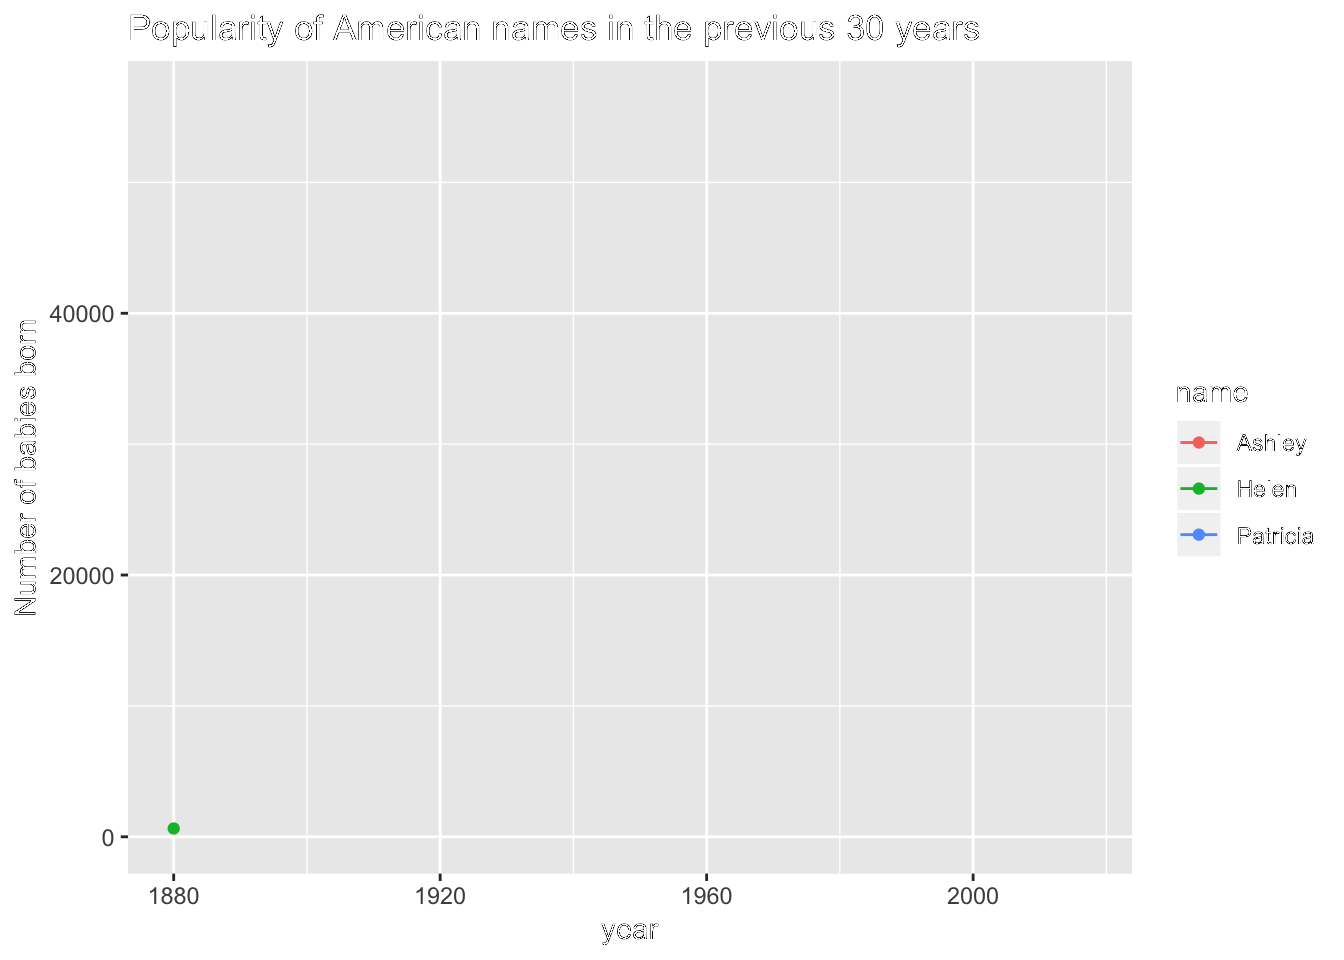 Popularity of American names in the previous 30 years
Number of babies born
40000
20000
0
1880 1920 1960 2000
year
name
Ashley
Helen
Patricia